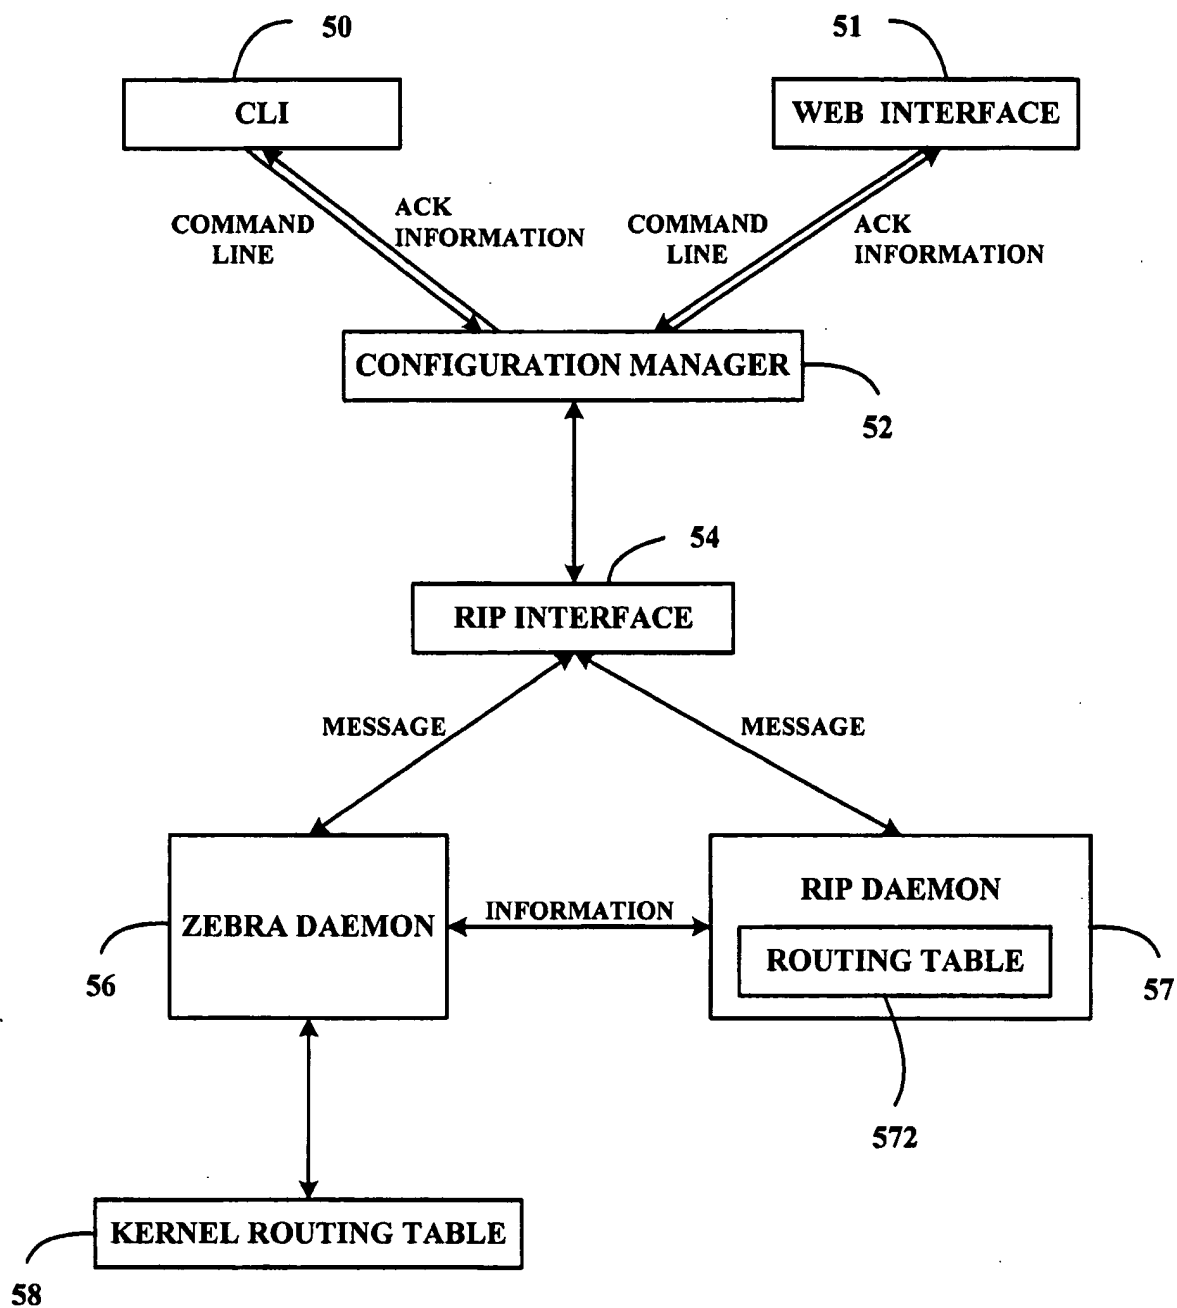 50
51
CLI
WEB INTERFACE
COMMAND
LINE
ACK
INFORMATION
COMMAND
LINE
ACK
INFORMATION
CONFIGURATION MANAGER
52
54
RIP INTERFACE
MESSAGE
MESSAGE
ZEBRA DAEMON
INFORMATION
RIP DAEMON
ROUTING TABLE
56
57
572
KERNEL ROUTING TABLE
58